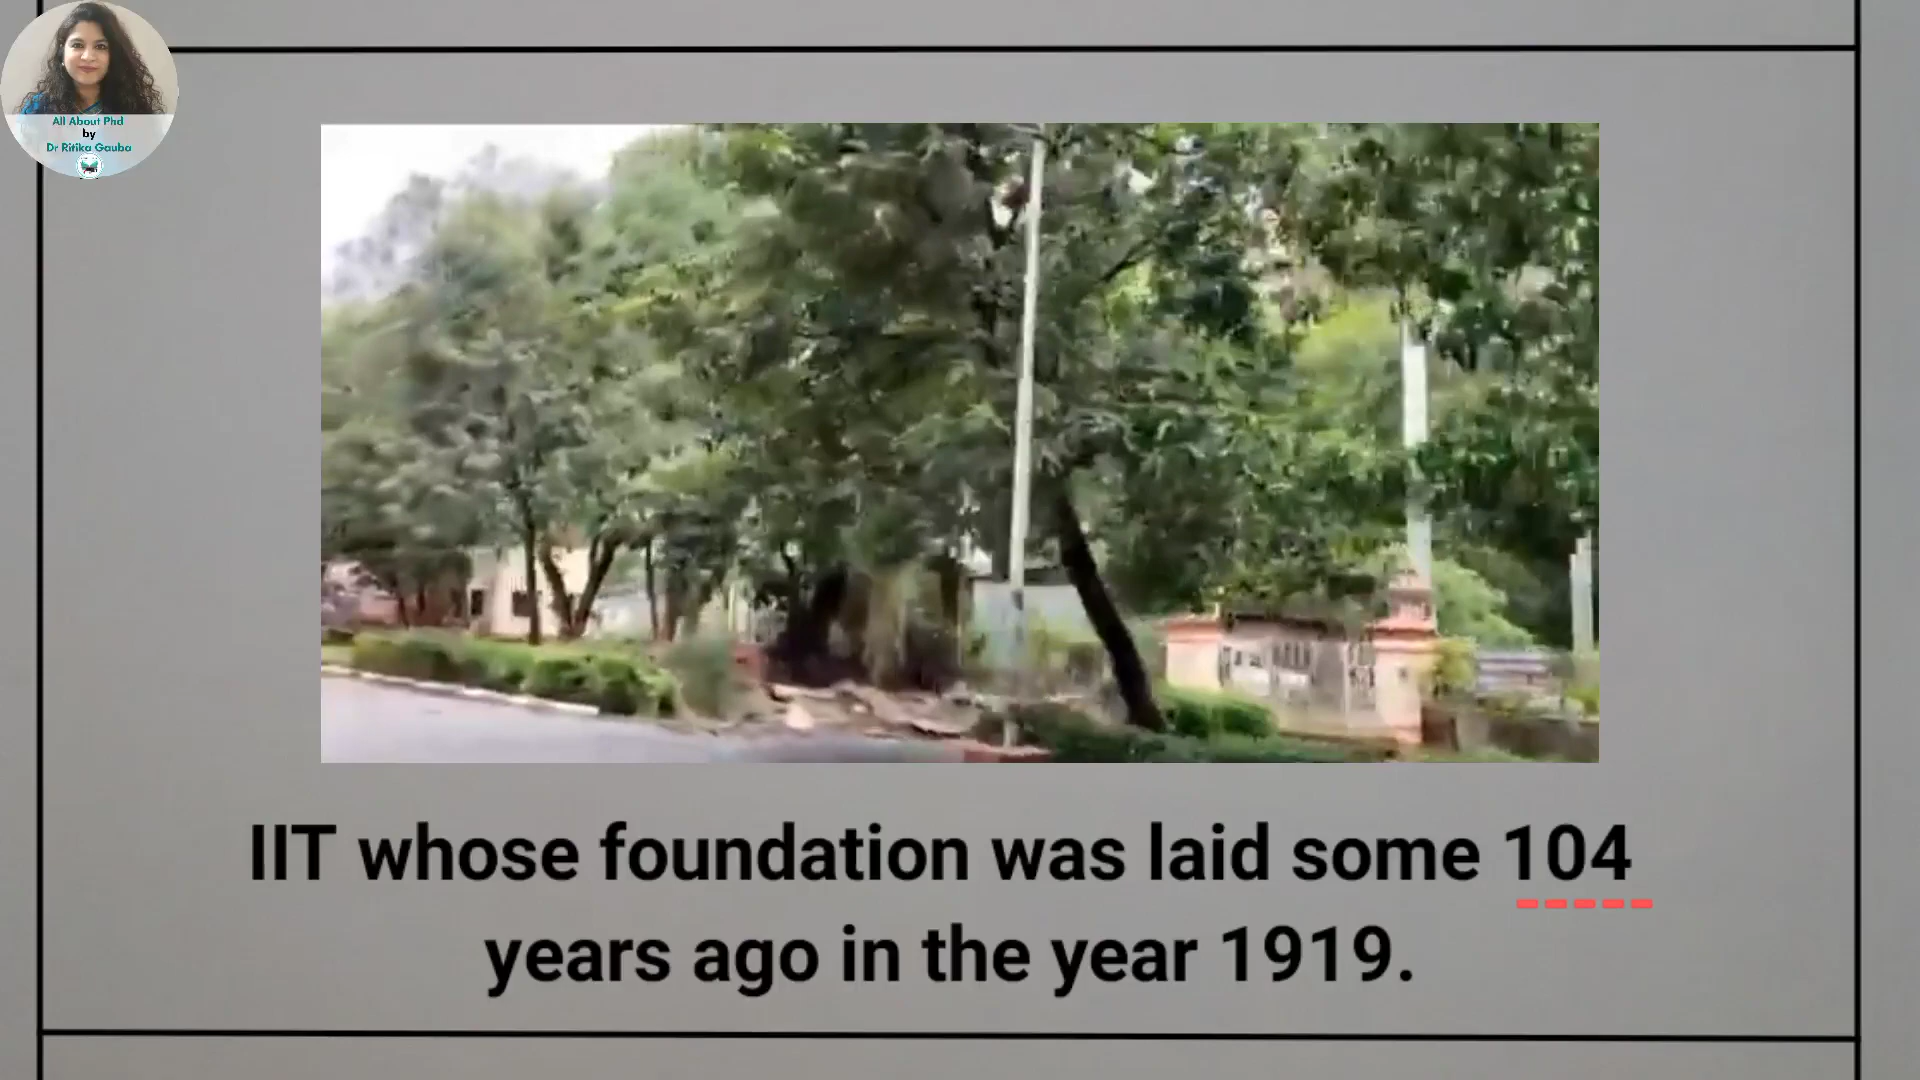 All About Phd
by
Dr Ritika Gauba
IIT whose foundation was laid some 104
years ago in the year 1919.